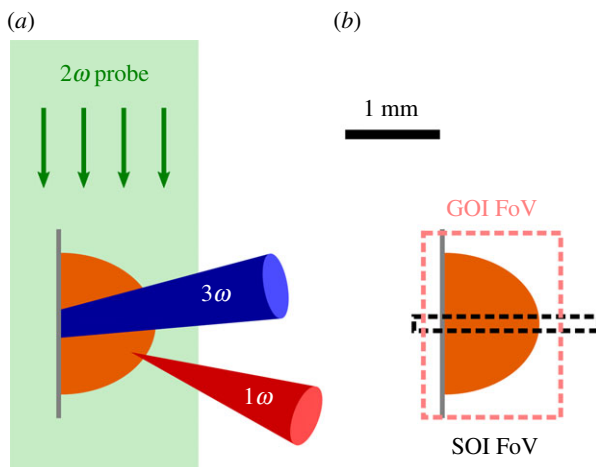 (a)
2ω probe
3ω
1ω
(b)
1 mm
GOI FoV
SOI FoV